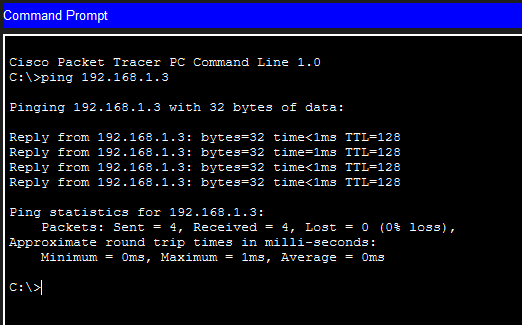 Command Prompt
Cisco Packet Tracer PC Command Line 1.0
C:\>ping 192.168.1.3
Pinging 192.168.1.3 with 32 bytes of data:
Reply from 192.168.1.3: bytes=32 time<1ms TTL=128
Reply from 192.168.1.3: bytes=32 time=1ms TTL=128
Reply from 192.168.1.3: bytes=32 time<1ms TTL=128
Reply from 192.168.1.3: bytes=32 time<1ms TTL=128
Ping statistics for 192.168.1.3:
Packets: Sent = 4, Received = 4, Lost = 0 (0% loss),
Approximate round trip times in milli-seconds:
Minimum = 0ms, Maximum = 1ms, Average = 0ms
C:\>